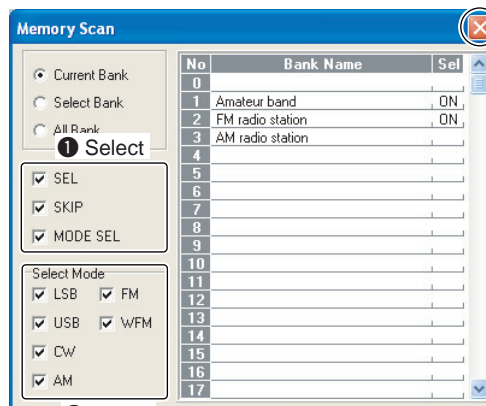 Memory Scan
Current Bank
Select Bank
All Bank
❶ Select
SEL
SKIP
MODE SEL
Select Mode
LSB FM
USB WFM
CW
AM
No Bank Name Sel
0
1 Amateur band ON
2 FM radio station ON
3 AM radio station
4
5
6
7
8
9
10
11
12
13
14
15
16
17